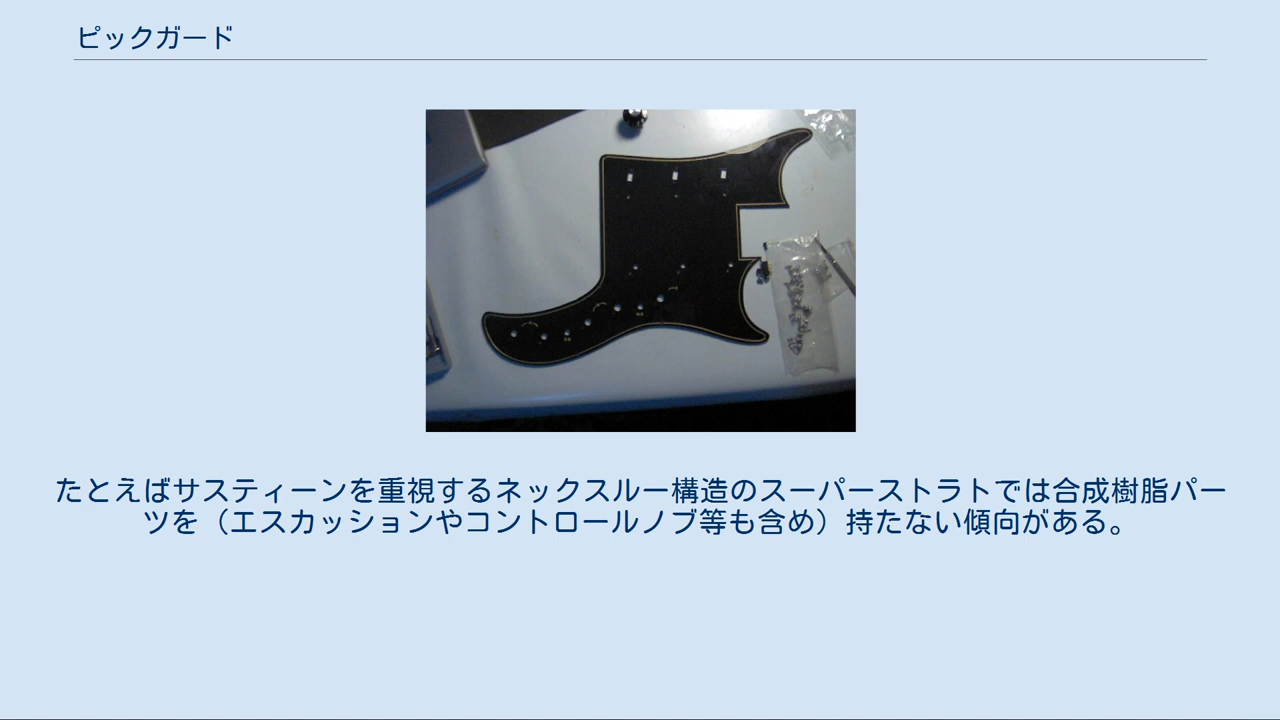 ピックガード
たとえばサスティーンを重視するネックスルー構造のスーパーストラトでは合成樹脂パー
ツを（エスカッションやコントロールノブ等も含め）持たない傾向がある。